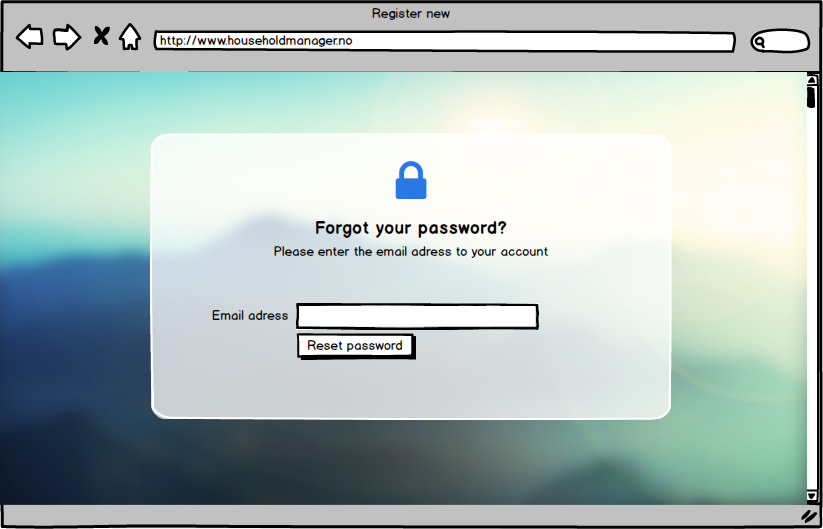 Register new
http://www.householdmanager.no
Forgot your password?
Please enter the email adress to your account
Email adress
Reset password